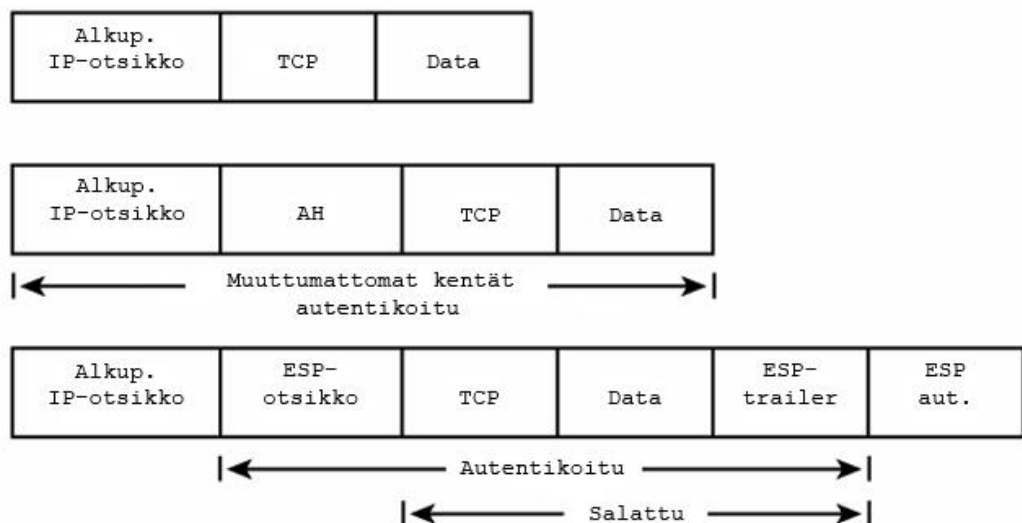 Alkup.
IP-otsikko
TCP
Data
Alkup.
IP-otsikko
AH
TCP
Data
Muuttumattomat kentät
autentikoitu
Alkup.
IP-otsikko
ESP-
otsikko
TCP
Data
ESP-
trailer
ESP
aut.
Autentikoitu
Salattu